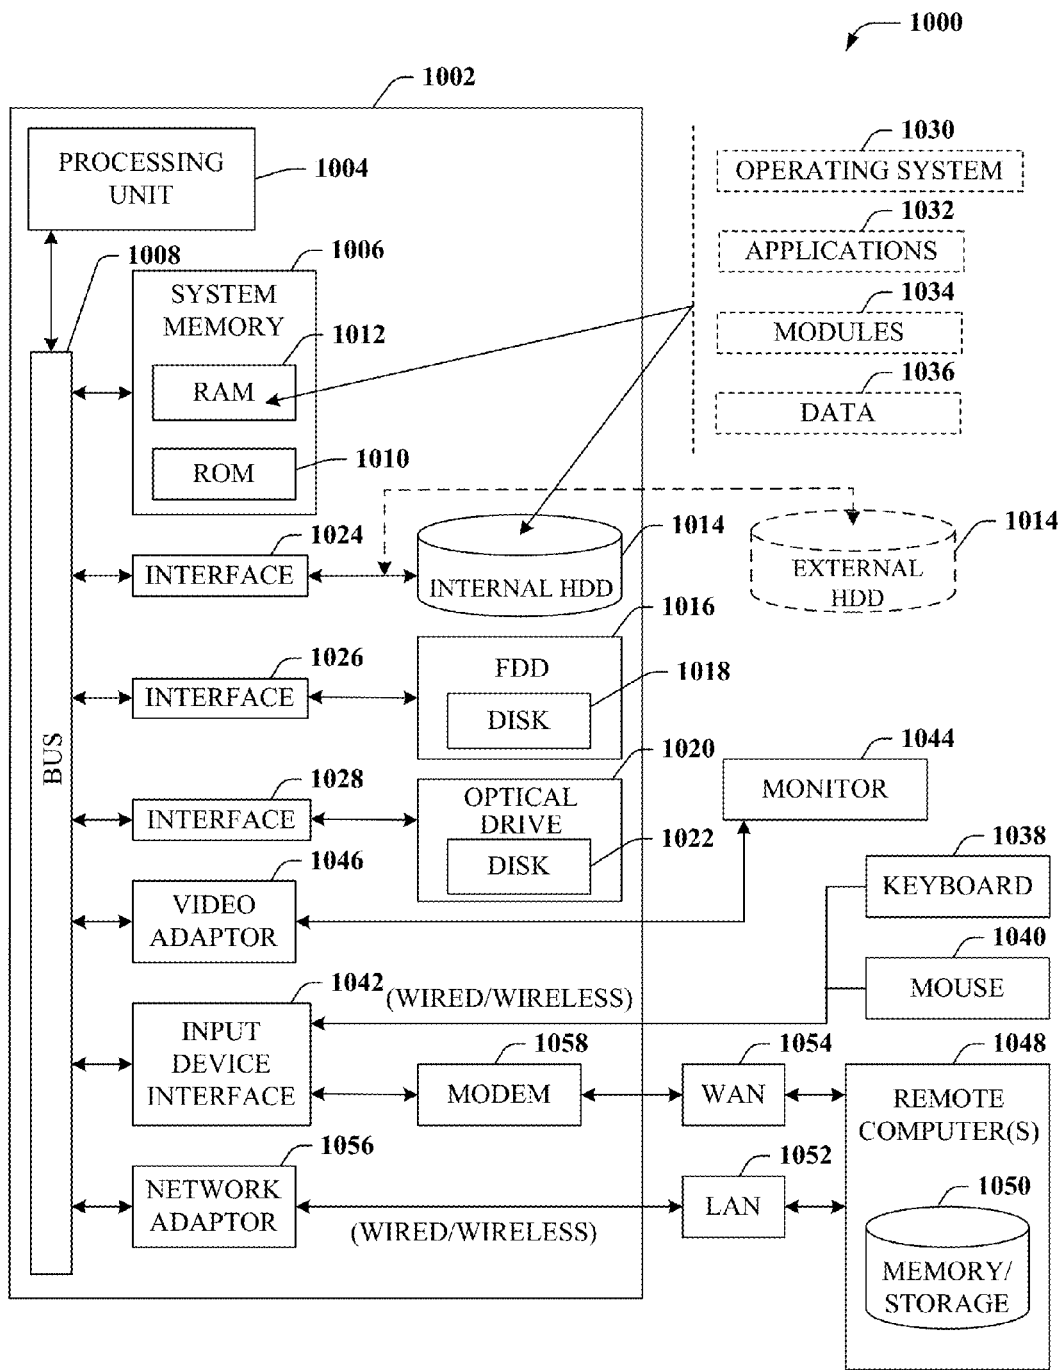 1000
1002
PROCESSING
UNIT
1004
1030
OPERATING SYSTEM
1032
APPLICATIONS
1034
MODULES
1036
DATA
1008
1006
SYSTEM
MEMORY
1012
RAM
ROM
1010
1024
INTERFACE
INTERNAL HDD
1014
EXTERNAL
HDD
1014
1026
INTERFACE
1016
FDD
1018
DISK
BUS
1028
INTERFACE
1020
OPTICAL
DRIVE
DISK
1022
1044
MONITOR
1046
VIDEO
ADAPTOR
1038
KEYBOARD
1040
MOUSE
1042
(WIRED/WIRELESS)
INPUT
DEVICE
INTERFACE
1058
MODEM
1054
WAN
1048
REMOTE
COMPUTER(S)
1056
NETWORK
ADAPTOR
(WIRED/WIRELESS)
1052
LAN
1050
MEMORY/
STORAGE